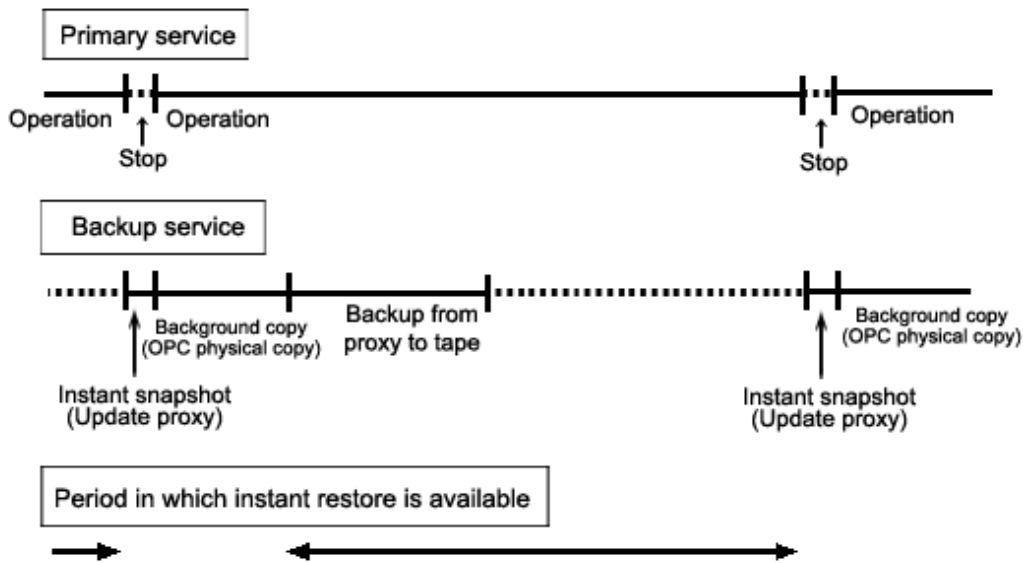 Primary service
Operation
Operation
Operation
Stop
Stop
Backup service
Background copy
(OPC physical copy)
Backup from
proxy to tape
Background copy
(OPC physical copy)
Instant snapshot
(Update proxy)
Instant snapshot
(Update proxy)
Period in which instant restore is available